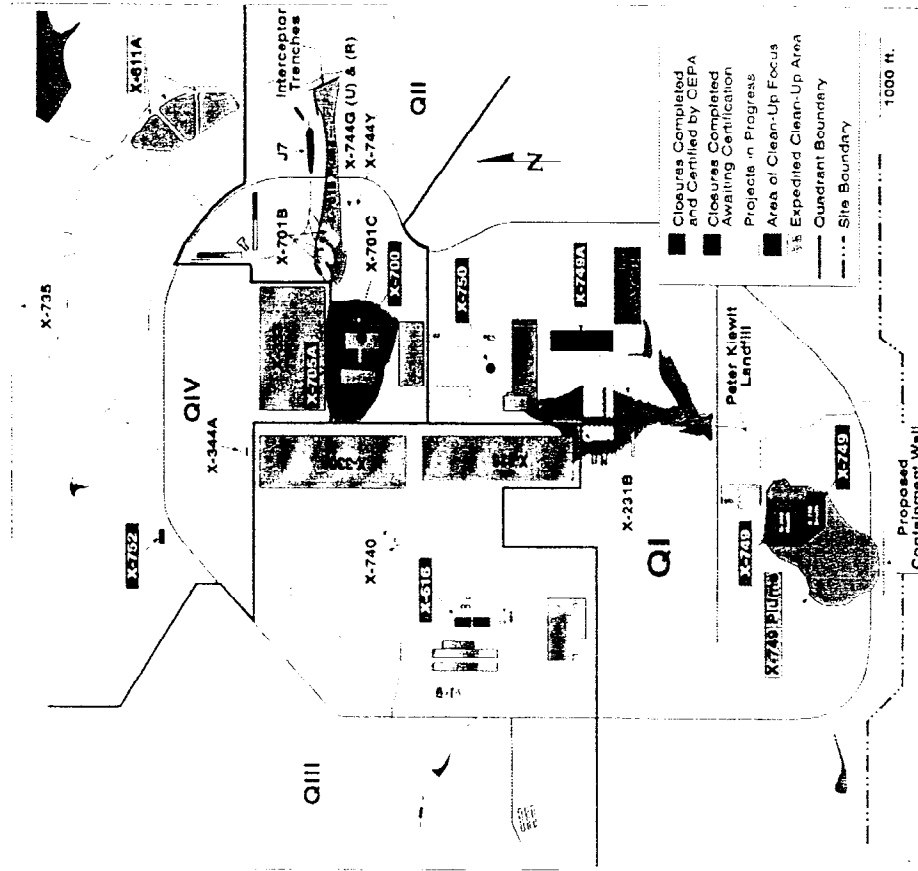 X-611A
Interceptor
Trenches
J7
X-744G (U) & (R)
X-744Y
QII
X-735
X-701B
X-701C
X-700
N
QIV
X-344A
X-705A
X-750
X-749A
X-752
X-740
X-616
X-231B
QI
QIII
Peter Kiewit
Landfill
X-749
X-749
X-749 Plume
Proposed
Containment Wall
Closures Completed
and Certified by CEPA
Closures Completed
Awaiting Certification
Projects in Progress
Area of Clean-Up Focus
Expedited Clean-Up Area
Quadrant Boundary
Site Boundary
1000 ft.